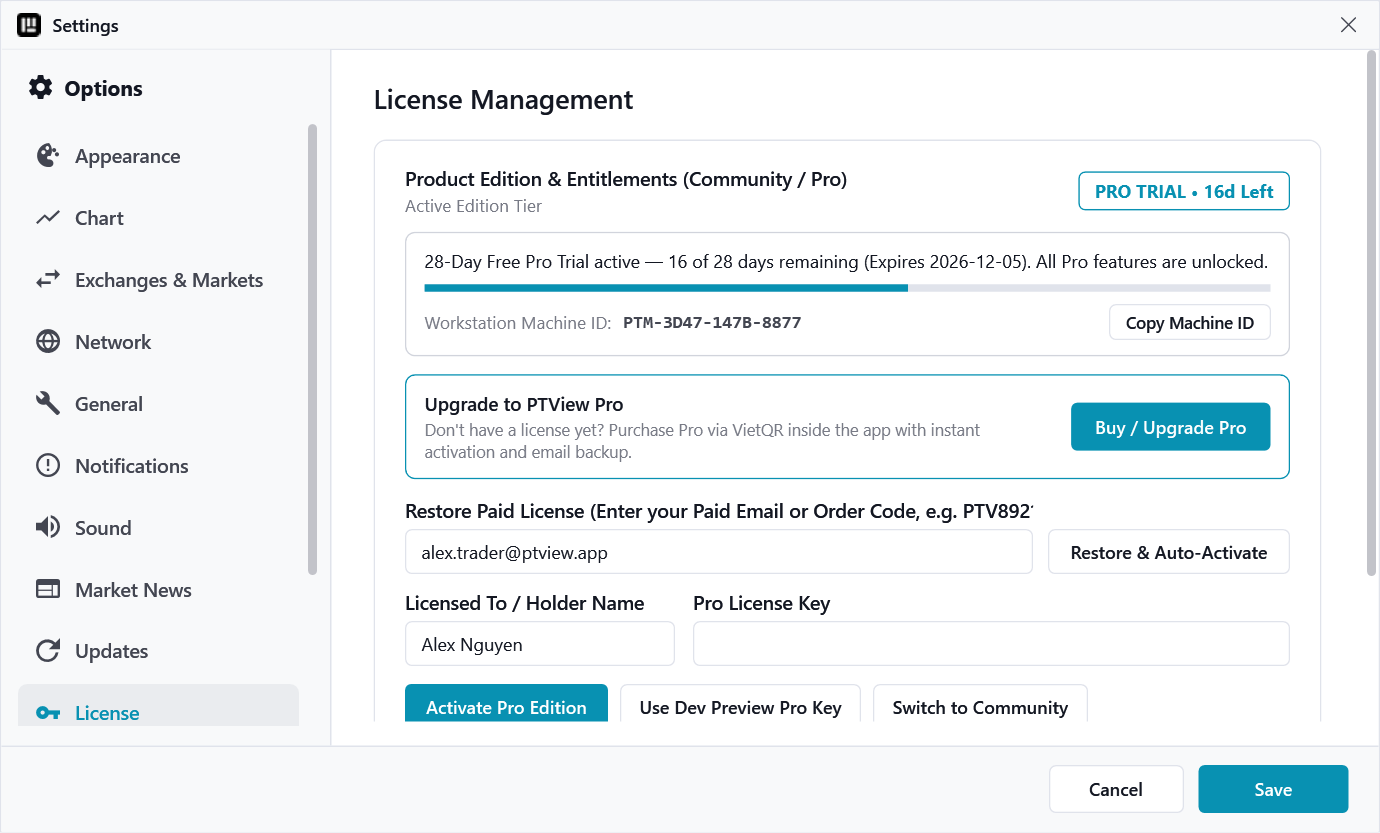 Settings
Options
Appearance
Chart
Exchanges & Markets
Network
General
Notifications
Sound
Market News
Updates
License
License Management
Product Edition & Entitlements (Community / Pro)
Active Edition Tier
PRO TRIAL • 16d Left
28-Day Free Pro Trial active — 16 of 28 days remaining (Expires 2026-12-05). All Pro features are unlocked.
Workstation Machine ID: PTM-3D47-147B-8877
Copy Machine ID
Upgrade to PTView Pro
Don't have a license yet? Purchase Pro via VietQR inside the app with instant
activation and email backup.
Buy / Upgrade Pro
Restore Paid License (Enter your Paid Email or Order Code, e.g. PTV892
alex.trader@ptview.app
Restore & Auto-Activate
Licensed To / Holder Name
Pro License Key
Alex Nguyen
Activate Pro Edition
Use Dev Preview Pro Key
Switch to Community
Cancel
Save